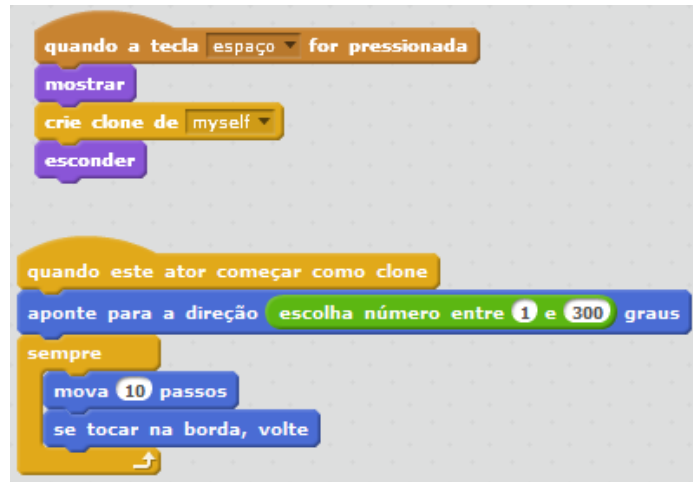 quando a tecla espaço for pressionada
mostrar
crie clone de myself
esconder
quando este ator começar como clone
aponte para a direção escolha número entre 1 e 300 graus
sempre
mova 10 passos
se tocar na borda, volte